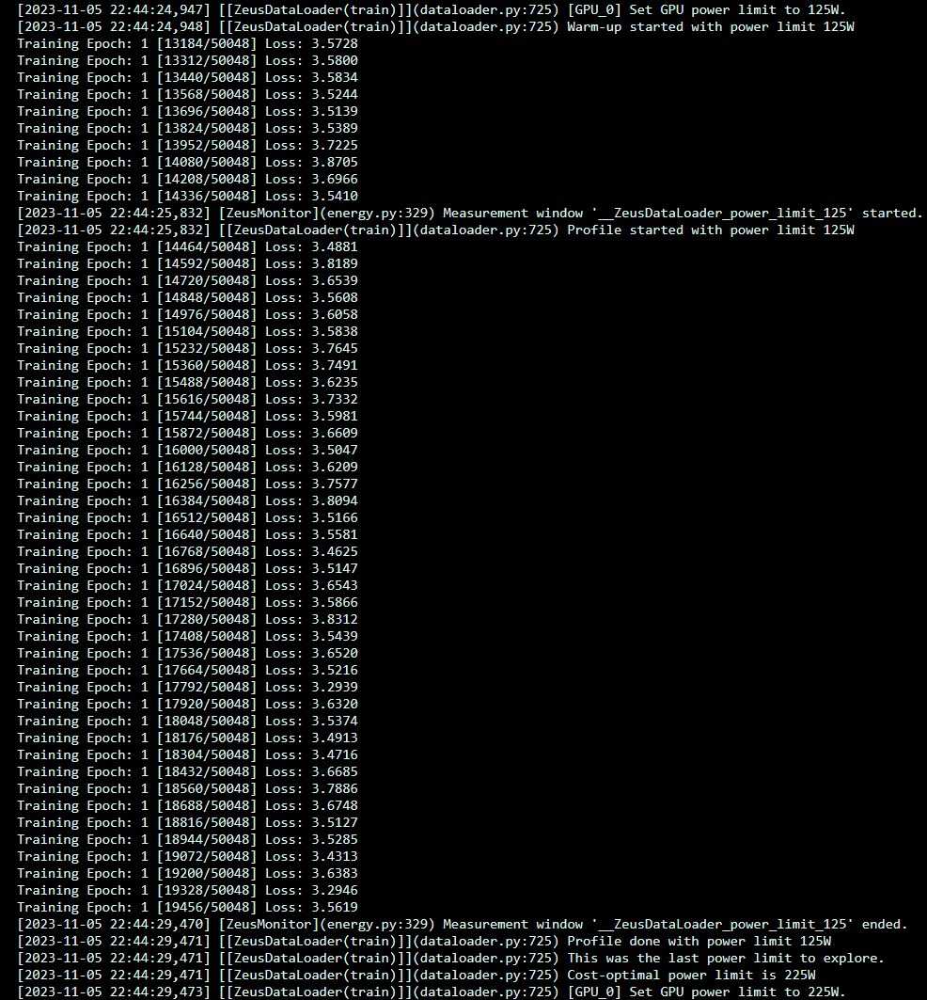 [2023-11-05 22:44:24,947] [[ZeusDataLoader(train)]](dataloader.py:725) [GPU_0] Set GPU power limit to 125W.
[2023-11-05 22:44:24,948] [[ZeusDataLoader(train)]](dataloader.py:725) Warm-up started with power limit 125W
Training Epoch: 1 [13184/50048] Loss: 3.5728
Training Epoch: 1 [13312/50048] Loss: 3.5800
Training Epoch: 1 [13440/50048] Loss: 3.5834
Training Epoch: 1 [13568/50048] Loss: 3.5244
Training Epoch: 1 [13696/50048] Loss: 3.5139
Training Epoch: 1 [13824/50048] Loss: 3.5389
Training Epoch: 1 [13952/50048] Loss: 3.7225
Training Epoch: 1 [14080/50048] Loss: 3.8705
Training Epoch: 1 [14208/50048] Loss: 3.6966
Training Epoch: 1 [14336/50048] Loss: 3.5410
[2023-11-05 22:44:25,832] [ZeusMonitor](energy.py:329) Measurement window '__ZeusDataLoader_power_limit_125' started.
[2023-11-05 22:44:25,832] [[ZeusDataLoader(train)]](dataloader.py:725) Profile started with power limit 125W
Training Epoch: 1 [14464/50048] Loss: 3.4881
Training Epoch: 1 [14592/50048] Loss: 3.8189
Training Epoch: 1 [14720/50048] Loss: 3.6539
Training Epoch: 1 [14848/50048] Loss: 3.5608
Training Epoch: 1 [14976/50048] Loss: 3.6058
Training Epoch: 1 [15104/50048] Loss: 3.5838
Training Epoch: 1 [15232/50048] Loss: 3.7645
Training Epoch: 1 [15360/50048] Loss: 3.7491
Training Epoch: 1 [15488/50048] Loss: 3.6235
Training Epoch: 1 [15616/50048] Loss: 3.7332
Training Epoch: 1 [15744/50048] Loss: 3.5981
Training Epoch: 1 [15872/50048] Loss: 3.6609
Training Epoch: 1 [16000/50048] Loss: 3.5047
Training Epoch: 1 [16128/50048] Loss: 3.6209
Training Epoch: 1 [16256/50048] Loss: 3.7577
Training Epoch: 1 [16384/50048] Loss: 3.8094
Training Epoch: 1 [16512/50048] Loss: 3.5166
Training Epoch: 1 [16640/50048] Loss: 3.5581
Training Epoch: 1 [16768/50048] Loss: 3.4625
Training Epoch: 1 [16896/50048] Loss: 3.5147
Training Epoch: 1 [17024/50048] Loss: 3.6543
Training Epoch: 1 [17152/50048] Loss: 3.5866
Training Epoch: 1 [17280/50048] Loss: 3.8312
Training Epoch: 1 [17408/50048] Loss: 3.5439
Training Epoch: 1 [17536/50048] Loss: 3.6520
Training Epoch: 1 [17664/50048] Loss: 3.5216
Training Epoch: 1 [17792/50048] Loss: 3.2939
Training Epoch: 1 [17920/50048] Loss: 3.6320
Training Epoch: 1 [18048/50048] Loss: 3.5374
Training Epoch: 1 [18176/50048] Loss: 3.4913
Training Epoch: 1 [18304/50048] Loss: 3.4716
Training Epoch: 1 [18432/50048] Loss: 3.6685
Training Epoch: 1 [18560/50048] Loss: 3.7886
Training Epoch: 1 [18688/50048] Loss: 3.6748
Training Epoch: 1 [18816/50048] Loss: 3.5127
Training Epoch: 1 [18944/50048] Loss: 3.5285
Training Epoch: 1 [19072/50048] Loss: 3.4313
Training Epoch: 1 [19200/50048] Loss: 3.6383
Training Epoch: 1 [19328/50048] Loss: 3.2946
Training Epoch: 1 [19456/50048] Loss: 3.5619
[2023-11-05 22:44:29,470] [ZeusMonitor](energy.py:329) Measurement window '__ZeusDataLoader_power_limit_125' ended.
[2023-11-05 22:44:29,471] [[ZeusDataLoader(train)]](dataloader.py:725) Profile done with power limit 125W
[2023-11-05 22:44:29,471] [[ZeusDataLoader(train)]](dataloader.py:725) This was the last power limit to explore.
[2023-11-05 22:44:29,471] [[ZeusDataLoader(train)]](dataloader.py:725) Cost-optimal power limit is 225W
[2023-11-05 22:44:29,473] [[ZeusDataLoader(train)]](dataloader.py:725) [GPU_0] Set GPU power limit to 225W.